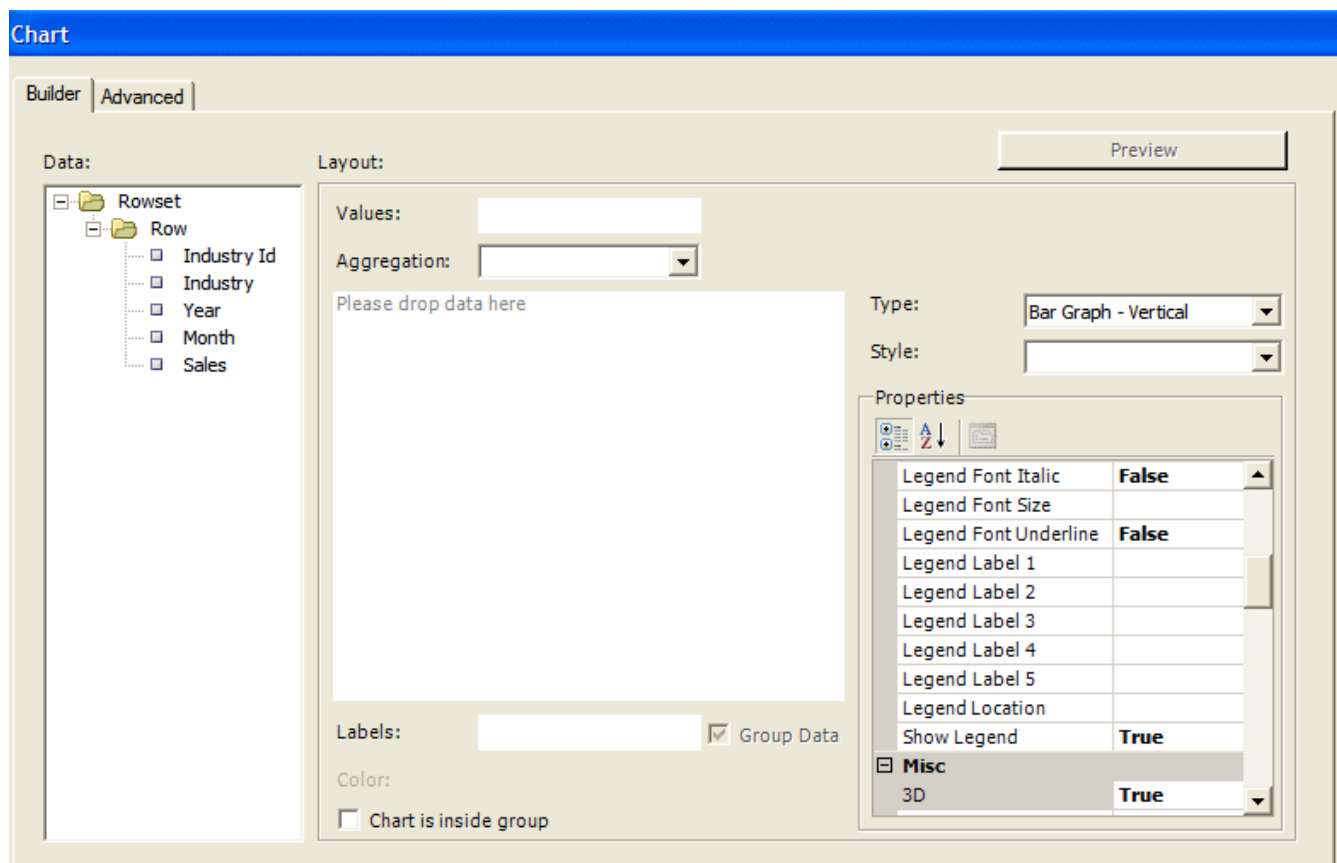 Chart
Builder
Advanced
Preview
Data:
Layout:
Rowset
Row
Industry Id
Industry
Year
Month
Sales
Values:
Aggregation:
Please drop data here
Labels:
Group Data
Color:
Chart is inside group
Type:
Bar Graph - Vertical
Style:
Properties
A
Z
Legend Font Italic False
Legend Font Size
Legend Font Underline False
Legend Label 1
Legend Label 2
Legend Label 3
Legend Label 4
Legend Label 5
Legend Location
Show Legend True
Misc
3D True